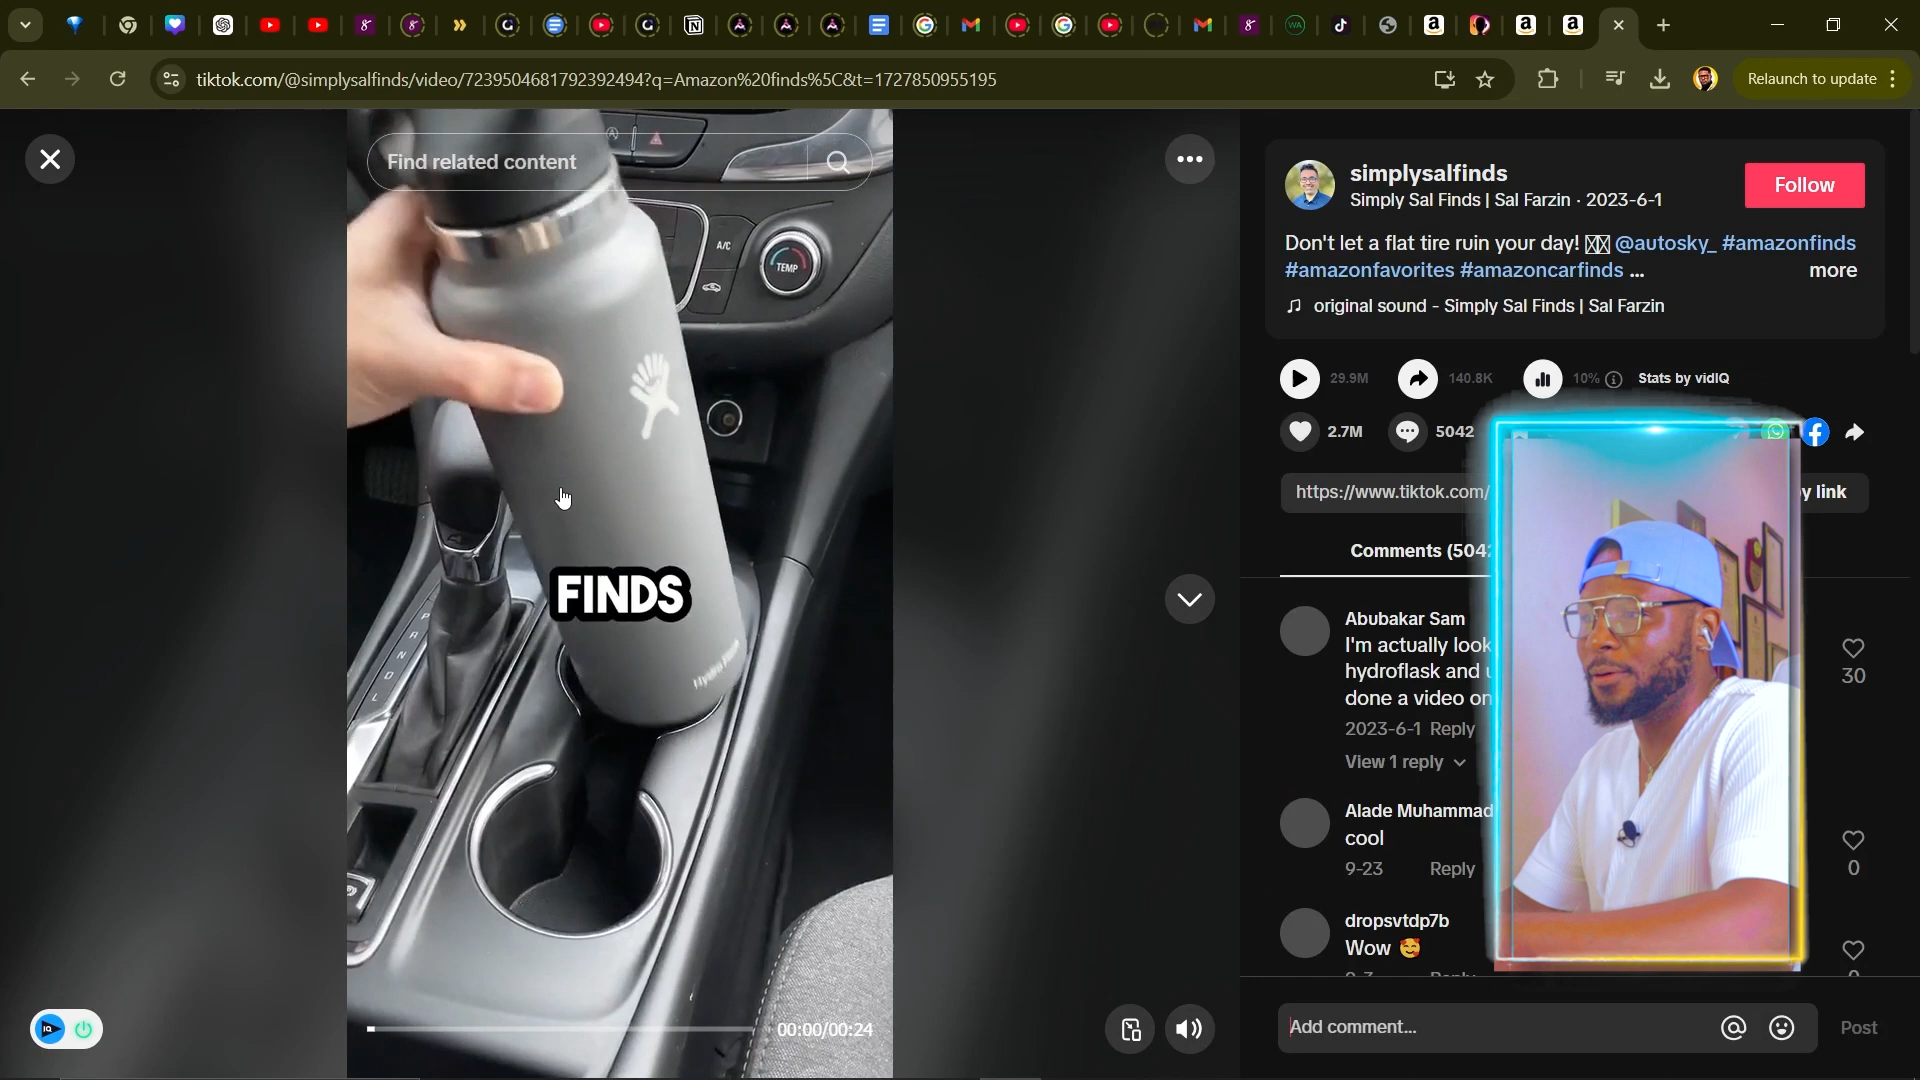 tiktok.com/@simplysalfinds/video/7239504681792392494?q=Amazon%20finds%5C&t=1727850955195
Relaunch to update
Find related content
A/C
TEMP
P
R
N
D
L
FINDS
00:00/00:24
simplysalfinds
Simply Sal Finds | Sal Farzin · 2023-6-1
Follow
Don't let a flat tire ruin your day! @autosky_ #amazonfinds
#amazonfavorites #amazoncarfinds ... more
original sound - Simply Sal Finds | Sal Farzin
29.9M 140.8K 10% Stats by vidIQ
2.7M 5042
https://www.tiktok.com/
y link
Comments (504
Abubakar Sam
I'm actually look
hydroflask and
done a video on
2023-6-1 Reply
30
View 1 reply
Alade Muhammad
cool
9-23 Reply
0
dropsvtdp7b
Wow 🥰
Add comment...
Post